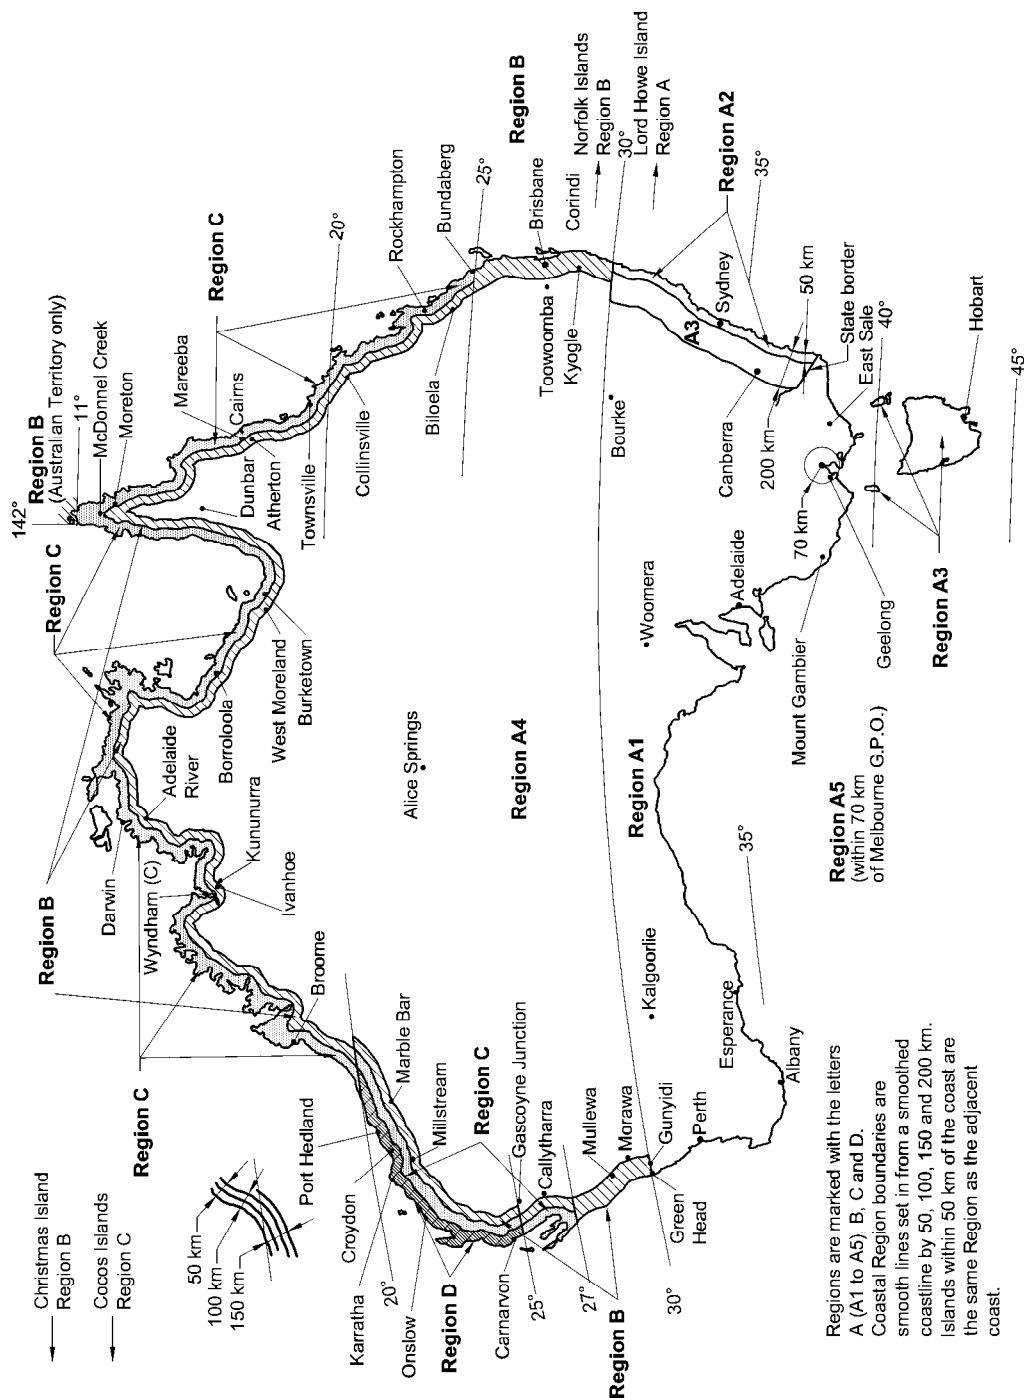 Christmas Island
Region B
Cocos Islands
Region C
50 km
100 km
150 km
Port Hedland
Region C
Region B
Region C
142°
Region B
(Australian Territory only)
11°
McDonnel Creek
Moreton
Mareeba
Cairns
Dunbar
Atherton
Townsville
Collinsville
Region C
20°
Rockhampton
Biloela
Bundaberg
25°
Region B
Brisbane
Toowoomba
Kyogle
Corindi
Norfolk Islands
Region B
30°
Lord Howe Island
Region A
Darwin
Wyndham (C)
Adelaide
River
Kununurra
Ivanhoe
Borroloola
West Moreland
Burketown
Broome
Marble Bar
Millstream
Region C
Gascoyne Junction
Callytharra
Mullewa
Morawa
Gunyidi
Perth
Croydon
Karratha
20°
Onslow
Region D
Carnarvon
25°
27°
Region B
Green
Head
30°
Alice Springs
Region A4
Region A1
Kalgoorlie
Esperance
Albany
35°
Woomera
Adelaide
Mount Gambier
Bourke
Canberra
A3
Sydney
Region A2
35°
200 km
50 km
State border
East Sale
40°
70 km
Geelong
Region A3
Hobart
45°
Region A5
(within 70 km
of Melbourne G.P.O.)
Regions are marked with the letters
A (A1 to A5) B, C and D.
Coastal Region boundaries are
smooth lines set in from a smoothed
coastline by 50, 100, 150 and 200 km.
Islands within 50 km of the coast are
the same Region as the adjacent
coast.